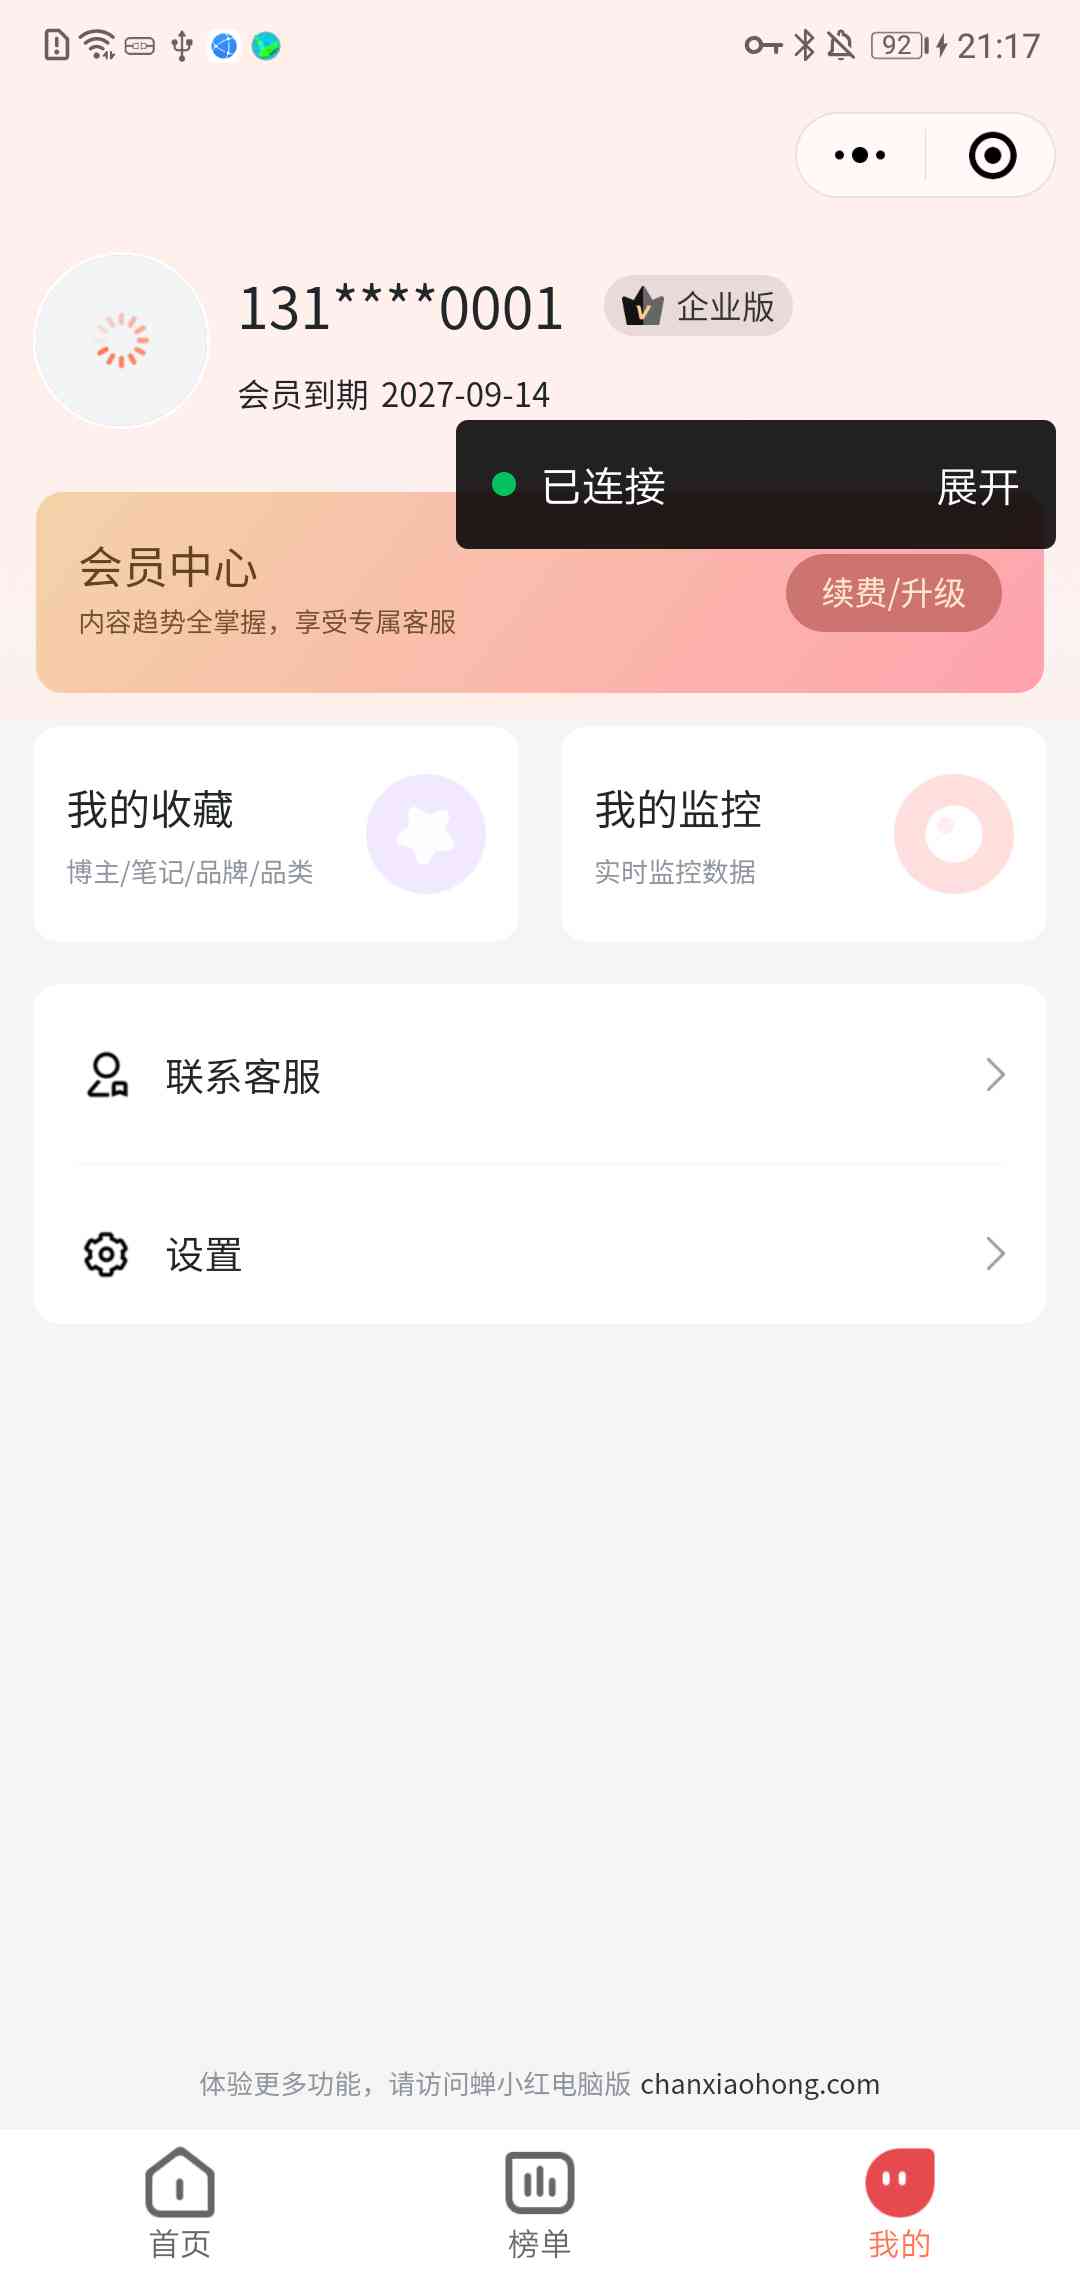 92 21:17
131****0001 企业版
会员到期 2027-09-14
已连接 展开
会员中心
内容趋势全掌握，享受专属客服
续费/升级
我的收藏
博主/笔记/品牌/品类
我的监控
实时监控数据
联系客服
设置
体验更多功能，请访问蝉小红电脑版 chanxiaohong.com
首页 榜单 我的